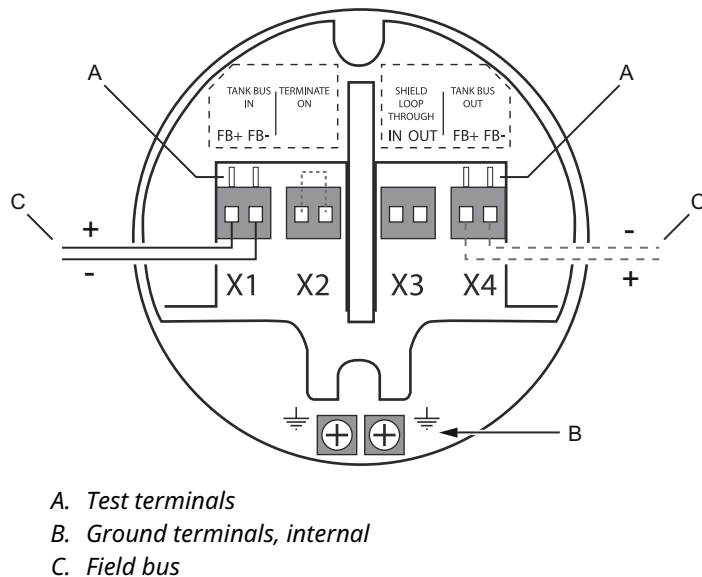 A
A
TANK BUS
IN
TERMINATE
ON
SHIELD
LOOP
THROUGH
TANK BUS
OUT
FB+ FB-
IN OUT
FB+ FB-
C
C
+
-
-
+
X1
X2
X3
X4
B
A. Test terminals
B. Ground terminals, internal
C. Field bus